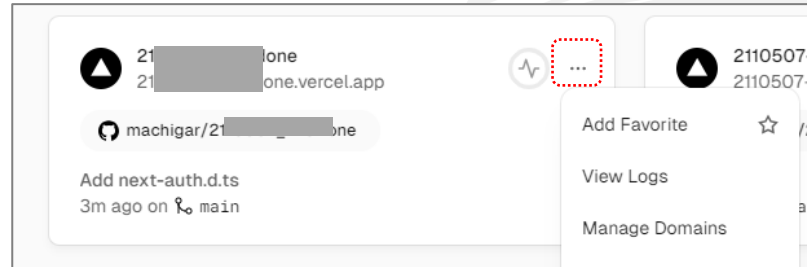 21 lone
21 one.vercel.app
machigar/21 _ one
Add next-auth.d.ts
3m ago on main
...
Add Favorite
View Logs
Manage Domains
2110507-
2110507-